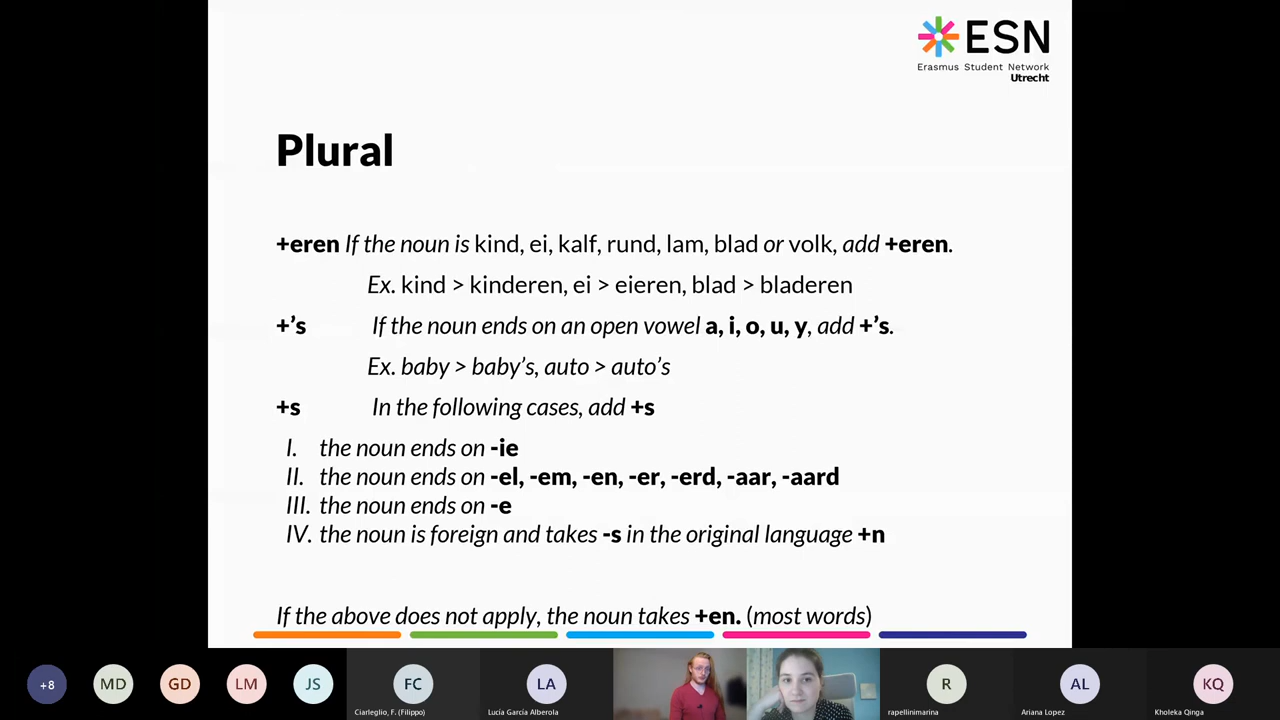 ESN
Erasmus Student Network
Utrecht
Plural
+eren If the noun is kind, ei, kalf, rund, lam, blad or volk, add +eren.
Ex. kind > kinderen, ei > eieren, blad > bladeren
+’s If the noun ends on an open vowel a, i, o, u, y, add +’s.
Ex. baby > baby’s, auto > auto’s
+s In the following cases, add +s
I. the noun ends on -ie
II. the noun ends on -el, -em, -en, -er, -erd, -aar, -aard
III. the noun ends on -e
IV. the noun is foreign and takes -s in the original language +n
If the above does not apply, the noun takes +en. (most words)
+8 MD GD LM JS FC LA R AL KQ
Ciarleglio, F. (Filippo) Lucía García Alberola rapellinimarina Ariana Lopez Kholeka Qinga